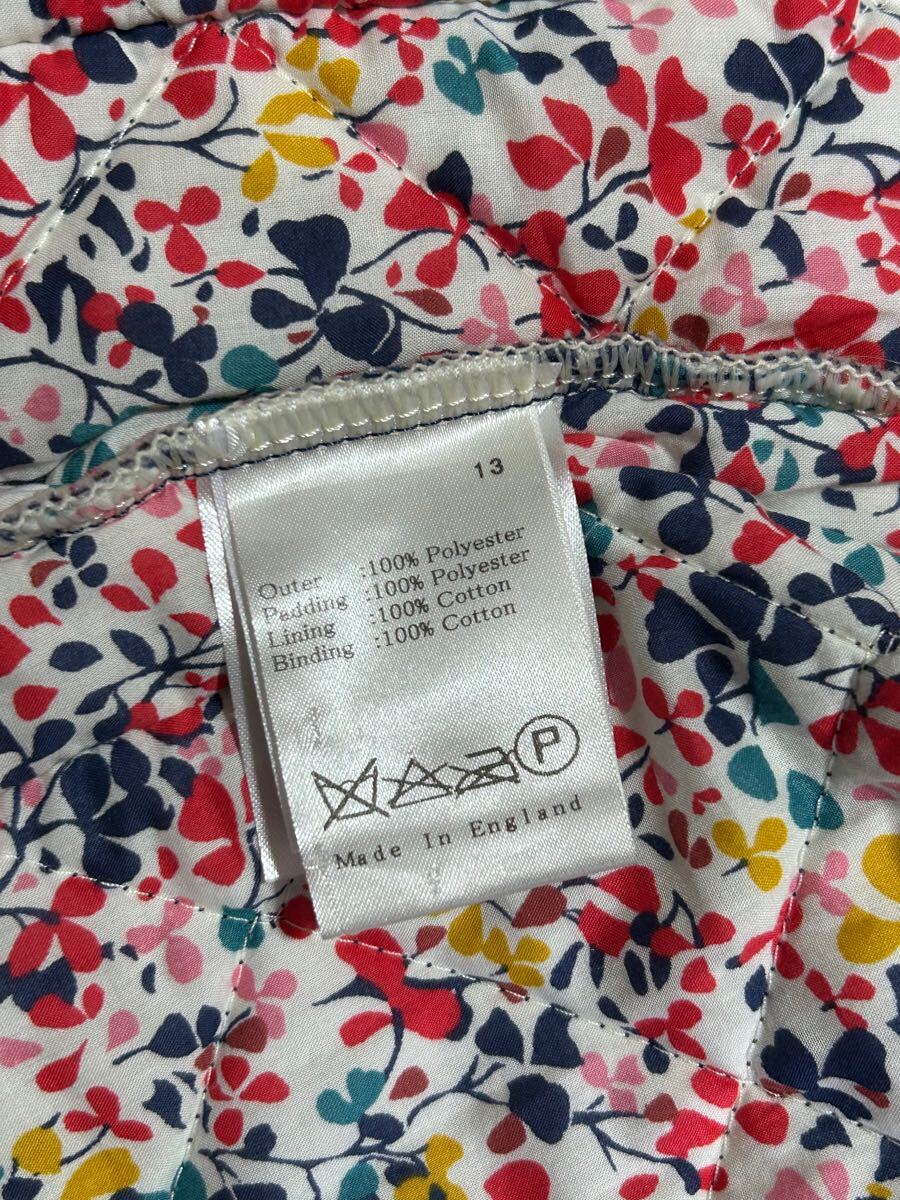 13
Outer :100% Polyester
Padding :100% Polyester
Lining :100% Cotton
Binding :100% Cotton
P
Made In England